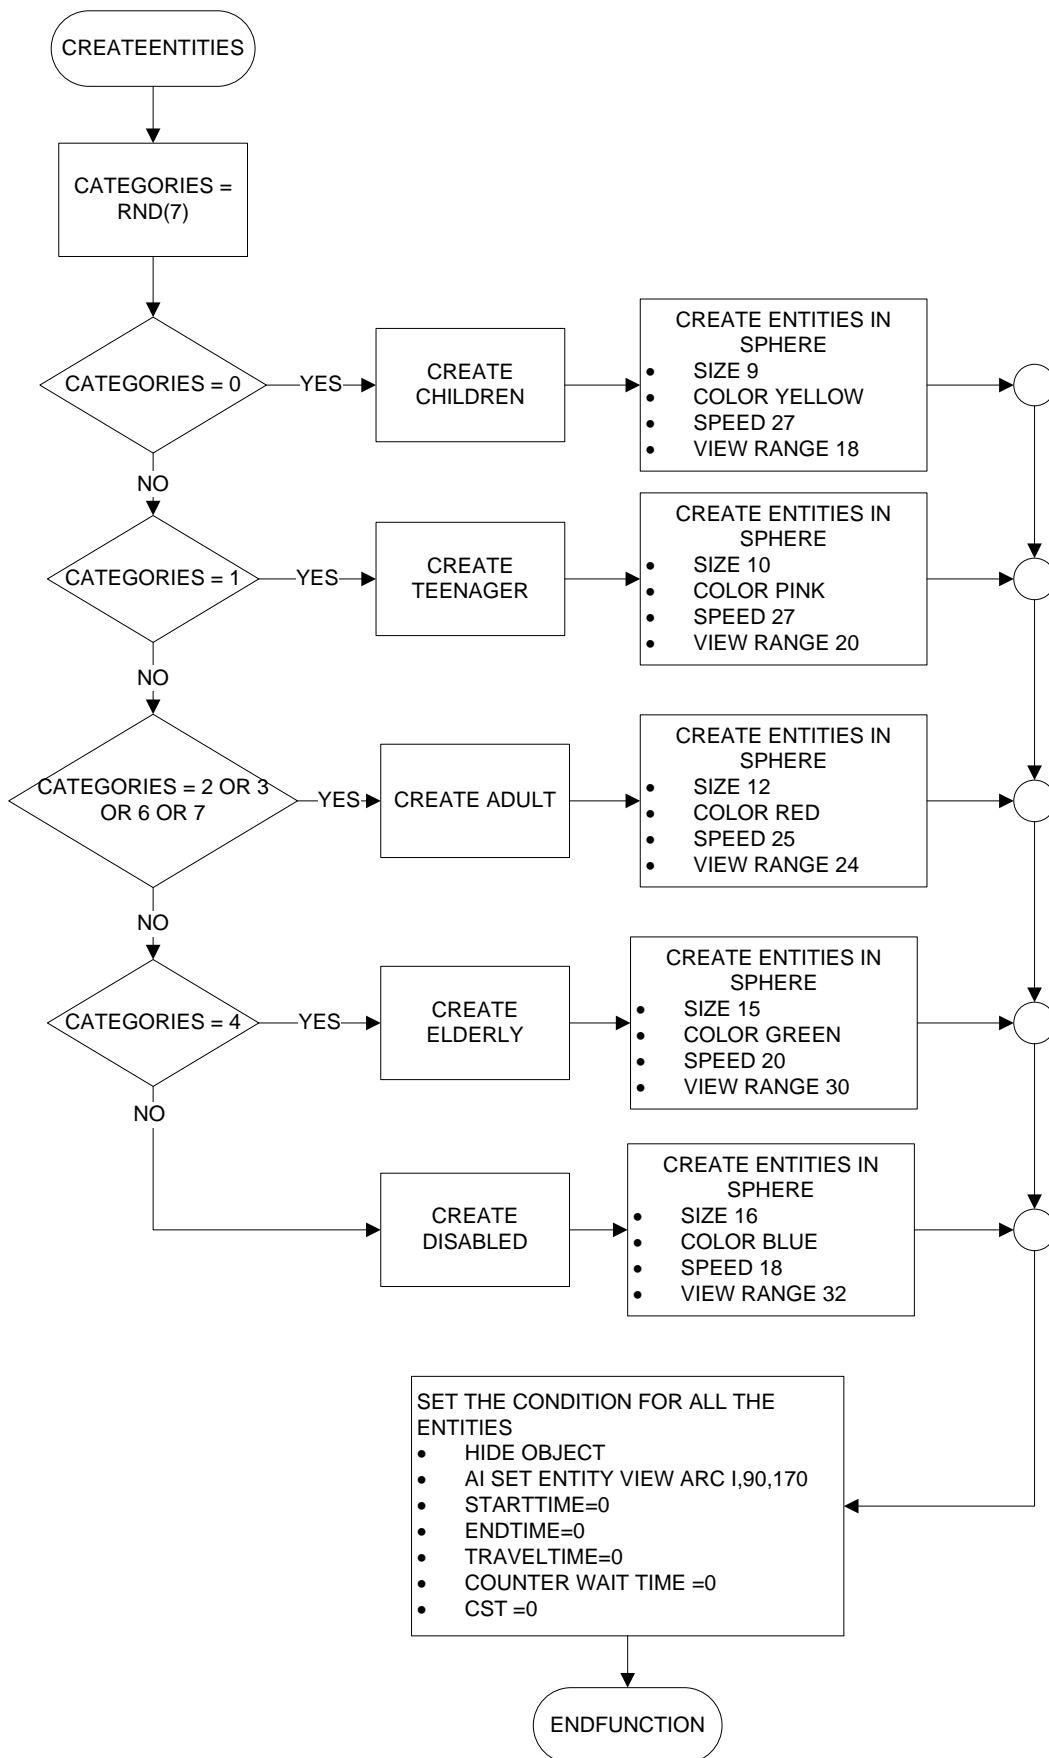 CREATEENTITIES
CATEGORIES =
RND(7)
CATEGORIES = 0
YES
CREATE
CHILDREN
CREATE ENTITIES IN
SPHERE
• SIZE 9
• COLOR YELLOW
• SPEED 27
• VIEW RANGE 18
NO
CATEGORIES = 1
YES
CREATE
TEENAGER
CREATE ENTITIES IN
SPHERE
• SIZE 10
• COLOR PINK
• SPEED 27
• VIEW RANGE 20
NO
CATEGORIES = 2 OR 3
OR 6 OR 7
YES
CREATE ADULT
CREATE ENTITIES IN
SPHERE
• SIZE 12
• COLOR RED
• SPEED 25
• VIEW RANGE 24
NO
CATEGORIES = 4
YES
CREATE
ELDERLY
CREATE ENTITIES IN
SPHERE
• SIZE 15
• COLOR GREEN
• SPEED 20
• VIEW RANGE 30
NO
CREATE
DISABLED
CREATE ENTITIES IN
SPHERE
• SIZE 16
• COLOR BLUE
• SPEED 18
• VIEW RANGE 32
SET THE CONDITION FOR ALL THE
ENTITIES
• HIDE OBJECT
• AI SET ENTITY VIEW ARC I,90,170
• STARTTIME=0
• ENDTIME=0
• TRAVELTIME=0
• COUNTER WAIT TIME =0
• CST =0
ENDFUNCTION